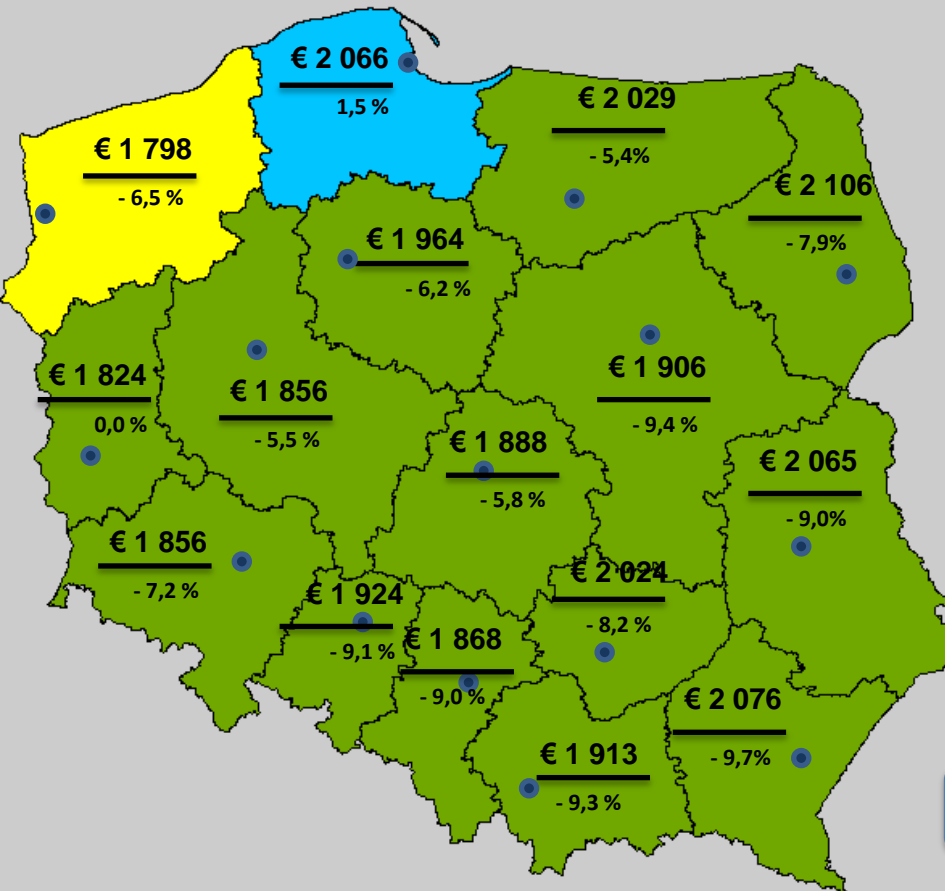 € 2 066
1,5 %
€ 2 029
- 5,4%
€ 1 798
- 6,5 %
€ 2 106
- 7,9%
€ 1 964
- 6,2 %
€ 1 824
0,0 %
€ 1 856
- 5,5 %
€ 1 906
- 9,4 %
€ 1 888
- 5,8 %
€ 2 065
- 9,0%
€ 1 856
- 7,2 %
€ 1 924
- 9,1 %
€ 1 868
- 9,0 %
€ 2 024
- 8,2 %
€ 2 076
- 9,7%
€ 1 913
- 9,3 %